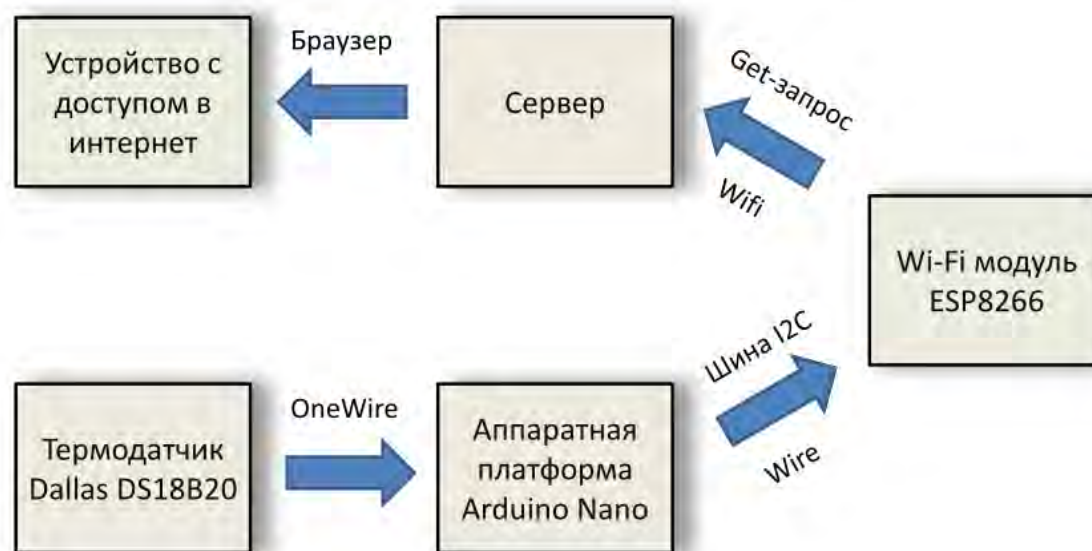 Устройство с
доступом в
интернет
Браузер
Сервер
Get-запрос
Wifi
Wi-Fi модуль
ESP8266
Шина I2C
Wire
Термодатчик
Dallas DS18B20
OneWire
Аппаратная
платформа
Arduino Nano